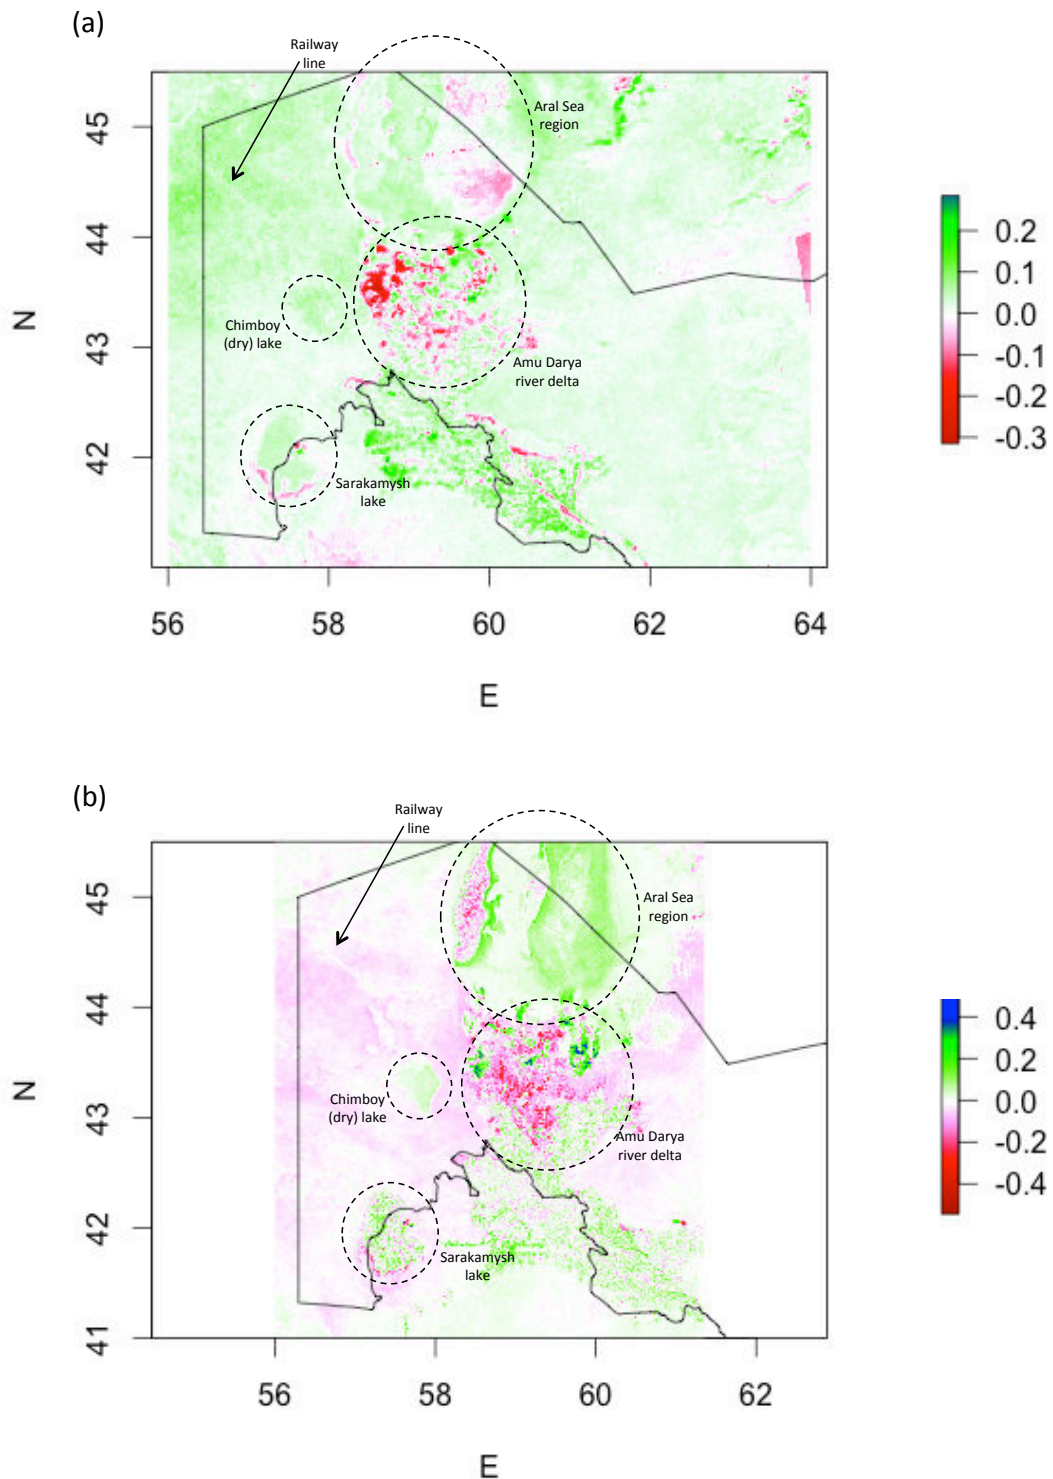 (a)
Railway
line
Aral Sea
region
45
44
43
42
N
Chimboy
(dry) lake
Amu Darya
river delta
Sarakamysh
lake
56
58
60
62
64
E
0.2
0.1
0.0
-0.1
-0.2
-0.3
(b)
Railway
line
Aral Sea
region
45
44
43
42
41
N
Chimboy
(dry) lake
Amu Darya
river delta
Sarakamysh
lake
56
58
60
62
E
0.4
0.2
0.0
-0.2
-0.4